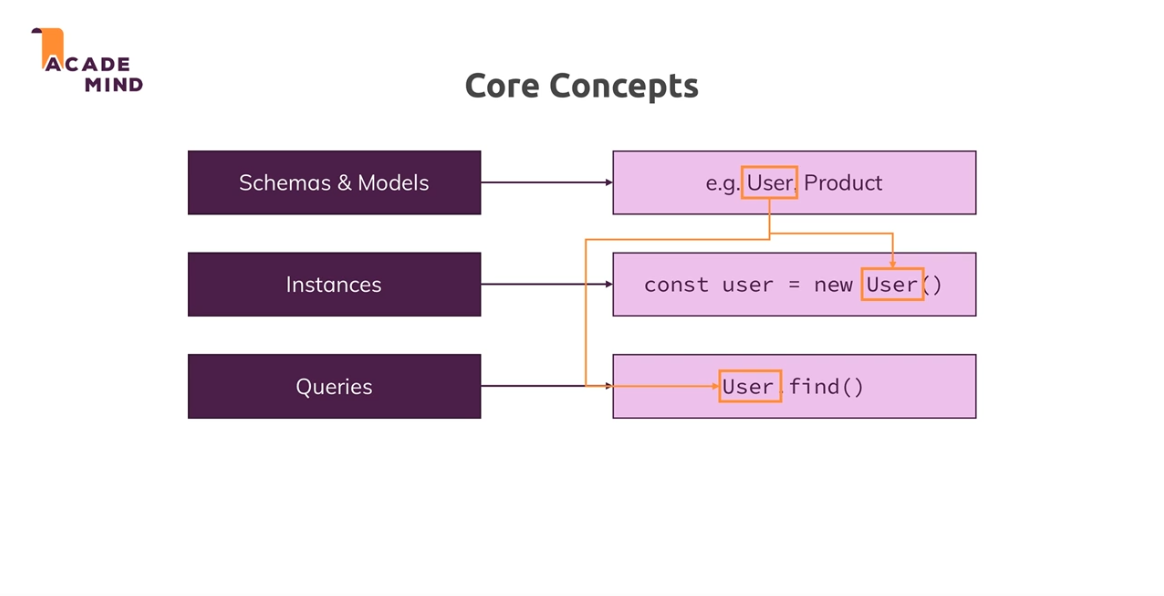 ACADE
MIND
Core Concepts
Schemas & Models
e.g. User, Product
Instances
const user = new User()
Queries
User.find()